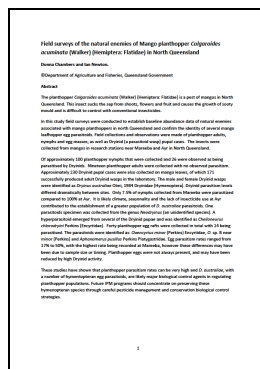 Field surveys of the natural enemies of Mango planthopper Colgaroides
acuminata (Walker) (Hemiptera: Flatidae) in North Queensland
Donna Chambers and Ian Newton.
©Department of Agriculture and Fisheries, Queensland Government
Abstract
The planthopper Colgaroides acuminata (Walker) (Hemiptera: Flatidae) is a pest of mangos in North
Queensland. This insect sucks the sap from shoots, flowers and fruit and causes the growth of sooty
mould and is difficult to control with conventional insecticides.
In this study field surveys were conducted to establish baseline abundance data of natural enemies
associated with mango planthoppers in north Queensland and confirm the identity of several mango
leafhopper egg parasitoids. Field collections and observations were made of planthopper adults,
nymphs and egg masses; as well as Dryinid (a parasitoid wasp) pupal cases. The insects were
collected from mangos in research stations near Mareeba and Ayr in North Queensland.
Of approximately 100 planthopper nymphs that were collected and 26 were observed as being
parasitised by Dryinids. Nineteen planthopper adults were collected with no observed parasitism.
Approximately 230 Dryinid pupal cases were also collected on mango leaves, of which 171
successfully produced adult Dryinid wasps in the laboratory. The male and female Dryinid wasps
were identified as Dryinus australiae Olmi, 1984 Dryinidae (Hymenoptera). Dryinid parasitism levels
differed dramatically between sites. Only 7.5% of nymphs collected from Mareeba were parasitised
compared to 100% at Ayr. It is likely climate, seasonality and the lack of insecticide use at Ayr
contributed to the establishment of a greater population of D. australiae parasitoids. One
parasitoids specimen was collected from the genus Neodryinus (an unidentified species). A
hyperparasitoid emerged from several of the Dryinid pupae and was identified as Cheiloneurus
chlorodryini Perkins (Encyrtidae). Forty planthopper egg rafts were collected in total with 14 being
parasitised. The parasitoids were identified as: Ooencyrtus minor (Perkins) Encyrtidae, O. sp. II near
minor (Perkins) and Aphanomerus pusillus Perkins Platygastridae. Egg parasitism rates ranged from
17% to 50%, with the highest rate being recorded at Mareeba, however these differences may have
been due to sample size or timing. Planthopper eggs were not always present, and may have been
reduced by high Dryinid activity.
These studies have shown that planthopper parasitism rates can be very high and D. australiae, with
a number of hymenopteran egg parasitoids, are likely major biological control agents in regulating
planthopper populations. Future IPM programs should concentrate on preserving these
hymenopteran species through careful pesticide management and conservation biological control
strategies.
1